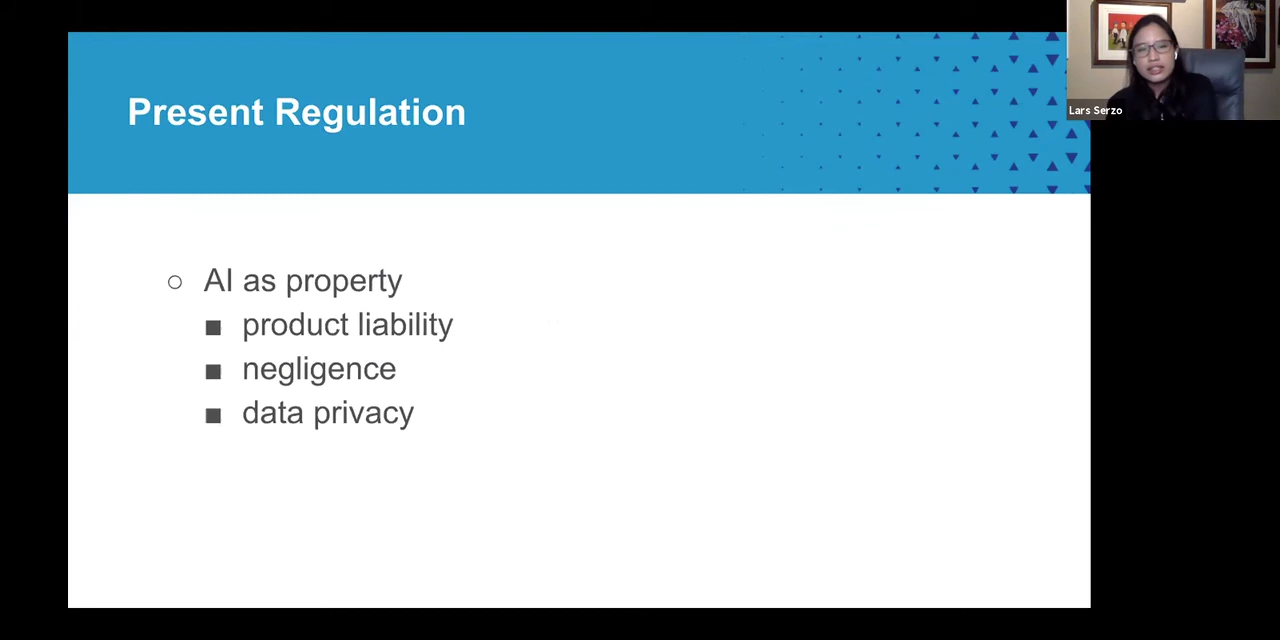 Present Regulation
Lars Serzo
○ AI as property
■ product liability
■ negligence
■ data privacy